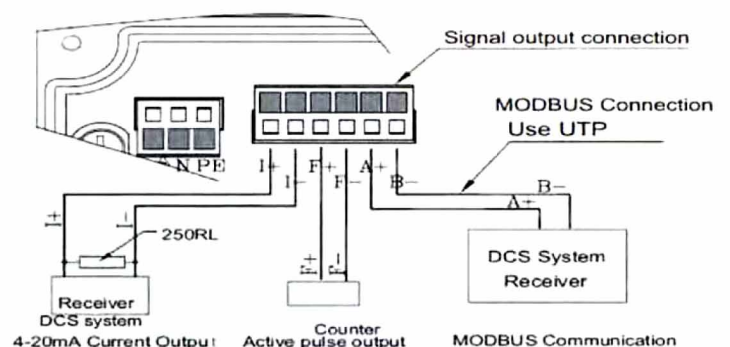 Signal output connection
MODBUS Connection
Use UTP
N PE
I+ I- F+ F- A+ B-
I+ I-
250RL
F+ F-
A+ B-
DCS System
Receiver
Receiver
DCS system
4-20mA Current Output
Counter
Active pulse output
MODBUS Communication